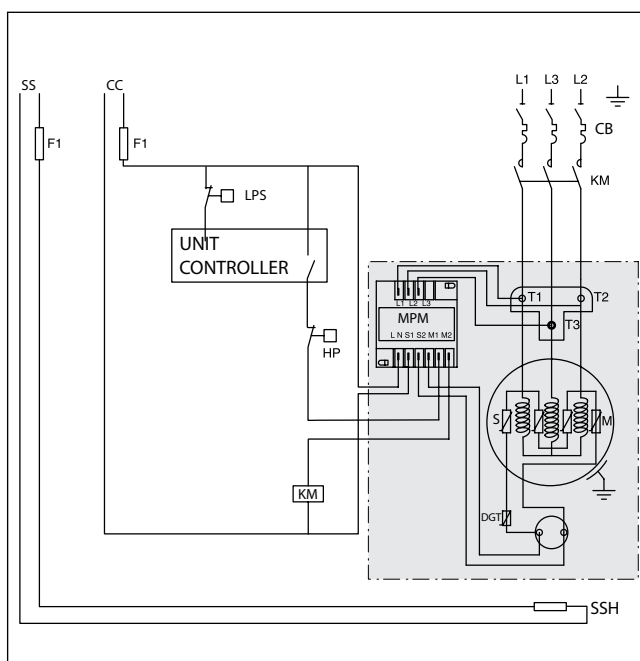 SS
CC
L1 L3 L2
F1
F1
CB
LPS
KM
UNIT
CONTROLLER
L1 L2 L3
T1
T2
MPM
T3
L N S1 S2 M1 M2
HP
S
M
KM
DGT
SSH